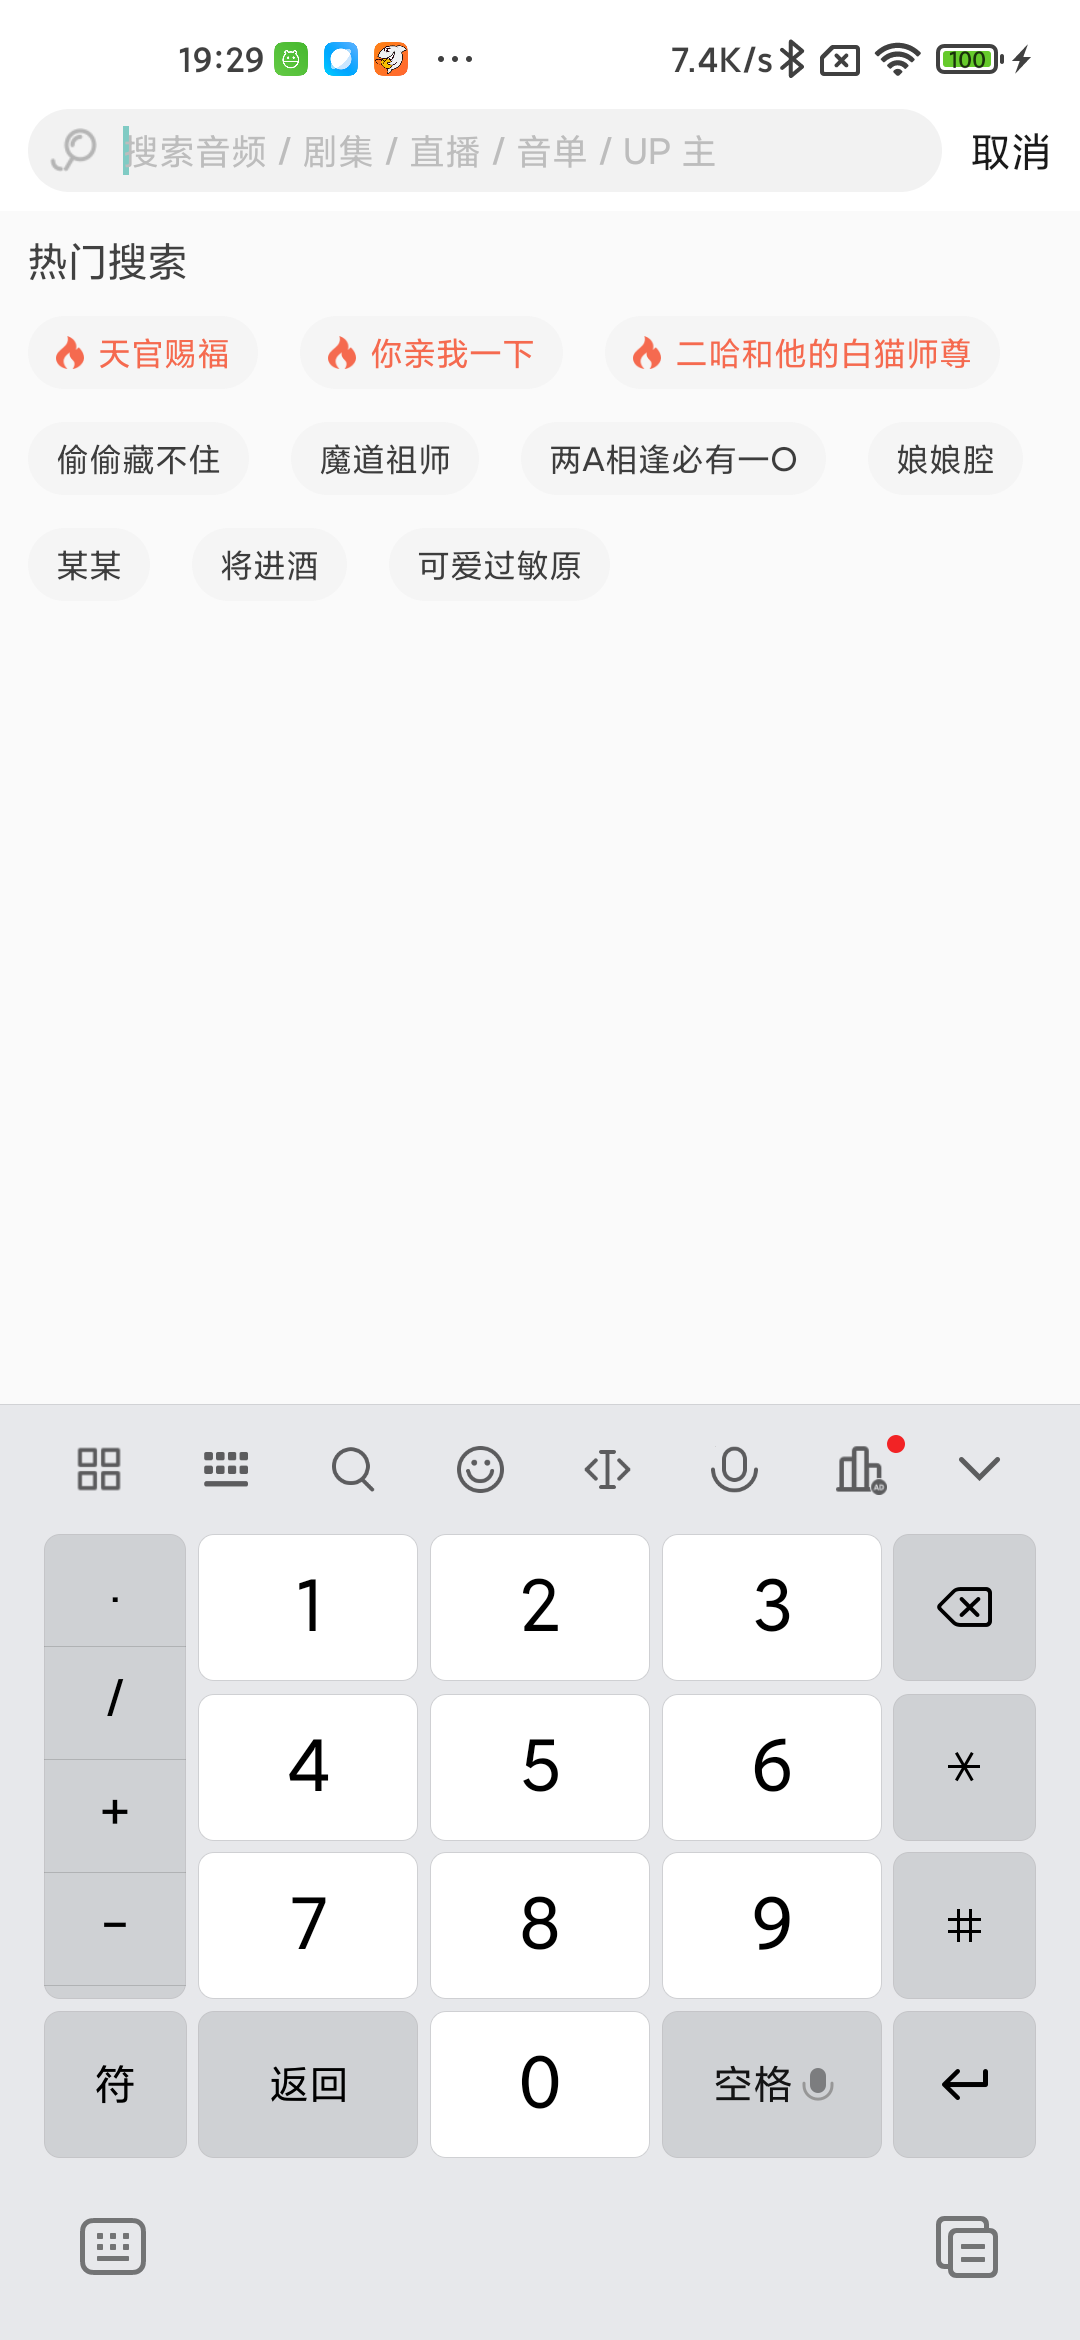 19:29 ... 7.4K/s 100
搜索音频 / 剧集 / 直播 / 音单 / UP 主 取消
热门搜索
天官赐福 你亲我一下 二哈和他的白猫师尊
偷偷藏不住 魔道祖师 两A相逢必有一O 娘娘腔
某某 将进酒 可爱过敏原
AD
. 1 2 3
/ 4 5 6 *
+
- 7 8 9 #
符 返回 0 空格